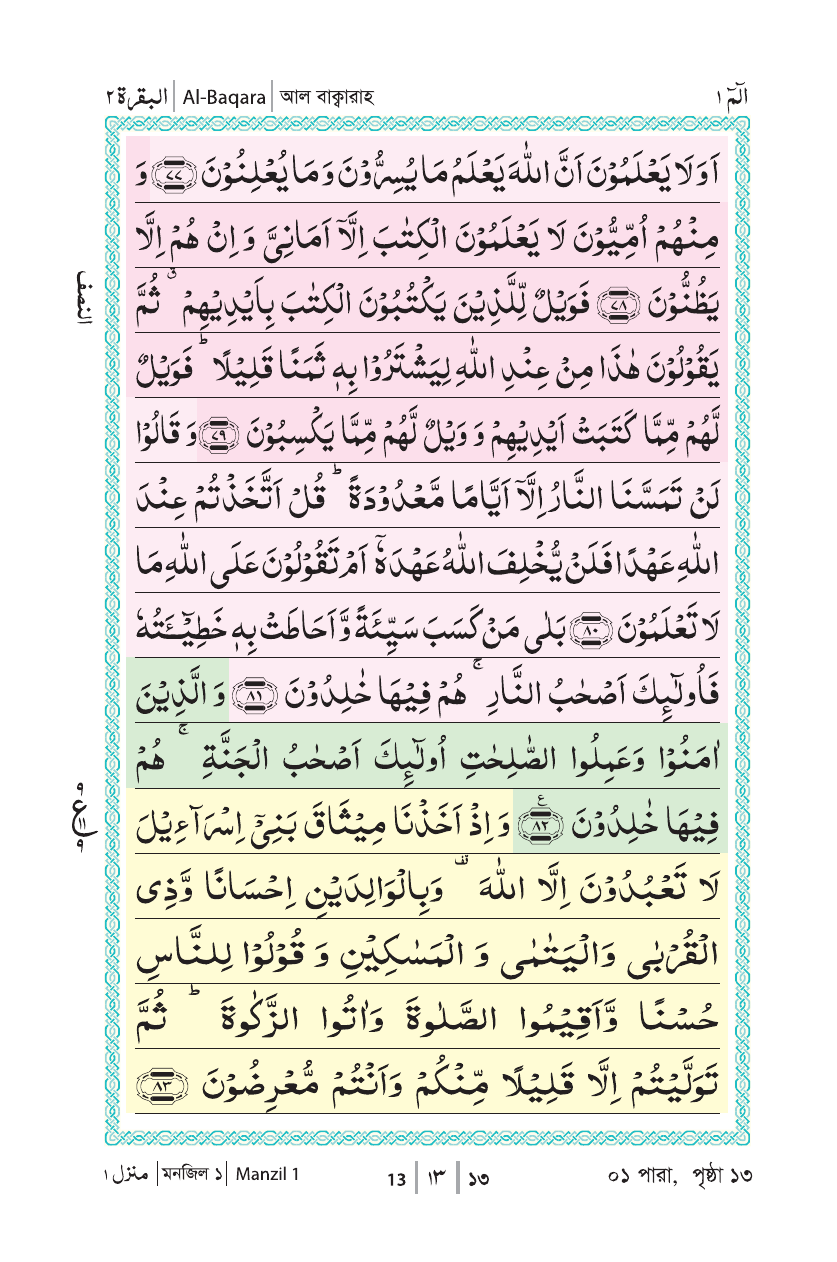 البقرة ٢ | Al-Baqara | আল বাক্বারাহ
الٓمّٓ ١
اَوَلَا يَعْلَمُوْنَ اَنَّ اللّٰهَ يَعْلَمُ مَا يُسِرُّوْنَ وَ مَا يُعْلِنُوْنَ ﴿٧٧﴾ وَ
مِنْهُمْ اُمِّيُّوْنَ لَا يَعْلَمُوْنَ الْكِتٰبَ اِلَّاۤ اَمَانِيَّ وَ اِنْ هُمْ اِلَّا
يَظُنُّوْنَ ﴿٧٨﴾ فَوَيْلٌ لِّلَّذِيْنَ يَكْتُبُوْنَ الْكِتٰبَ بِاَيْدِيْهِمْ ۗ ثُمَّ
النصف
يَقُوْلُوْنَ هٰذَا مِنْ عِنْدِ اللّٰهِ لِيَشْتَرُوْا بِهٖ ثَمَنًا قَلِيْلًا ؕ فَوَيْلٌ
لَّهُمْ مِّمَّا كَتَبَتْ اَيْدِيْهِمْ وَ وَيْلٌ لَّهُمْ مِّمَّا يَكْسِبُوْنَ ﴿٧٩﴾ وَ قَالُوْا
لَنْ تَمَسَّنَا النَّارُ اِلَّاۤ اَيَّامًا مَّعْدُوْدَةً ؕ قُلْ اَتَّخَذْتُمْ عِنْدَ
اللّٰهِ عَهْدًا فَلَنْ يُّخْلِفَ اللّٰهُ عَهْدَهٗۤ اَمْ تَقُوْلُوْنَ عَلَى اللّٰهِ مَا
لَا تَعْلَمُوْنَ ﴿٨٠﴾ بَلٰى مَنْ كَسَبَ سَيِّئَةً وَّاَحَاطَتْ بِهٖ خَطِيْٓـَٔتُهٗ
فَاُولٰٓئِكَ اَصْحٰبُ النَّارِ ۚ هُمْ فِيْهَا خٰلِدُوْنَ ﴿٨١﴾ وَ الَّذِيْنَ
اٰمَنُوْا وَعَمِلُوا الصّٰلِحٰتِ اُولٰٓئِكَ اَصْحٰبُ الْجَنَّةِ ۚ هُمْ
فِيْهَا خٰلِدُوْنَ ﴿٨٢﴾ ع وَ اِذْ اَخَذْنَا مِيْثَاقَ بَنِيْۤ اِسْرَآءِيْلَ
٩ ع ١١ ٩
لَا تَعْبُدُوْنَ اِلَّا اللّٰهَ ۫ وَبِالْوَالِدَيْنِ اِحْسَانًا وَّذِى
الْقُرْبٰى وَالْيَتٰمٰى وَ الْمَسٰكِيْنِ وَ قُوْلُوْا لِلنَّاسِ
حُسْنًا وَّاَقِيْمُوا الصَّلٰوةَ وَاٰتُوا الزَّكٰوةَ ؕ ثُمَّ
تَوَلَّيْتُمْ اِلَّا قَلِيْلًا مِّنْكُمْ وَاَنْتُمْ مُّعْرِضُوْنَ ﴿٨٣﴾
منزل ١ | মনজিল ১ | Manzil 1
13 | ١٣ | ১৩
০১ পারা, পৃষ্ঠা ১৩